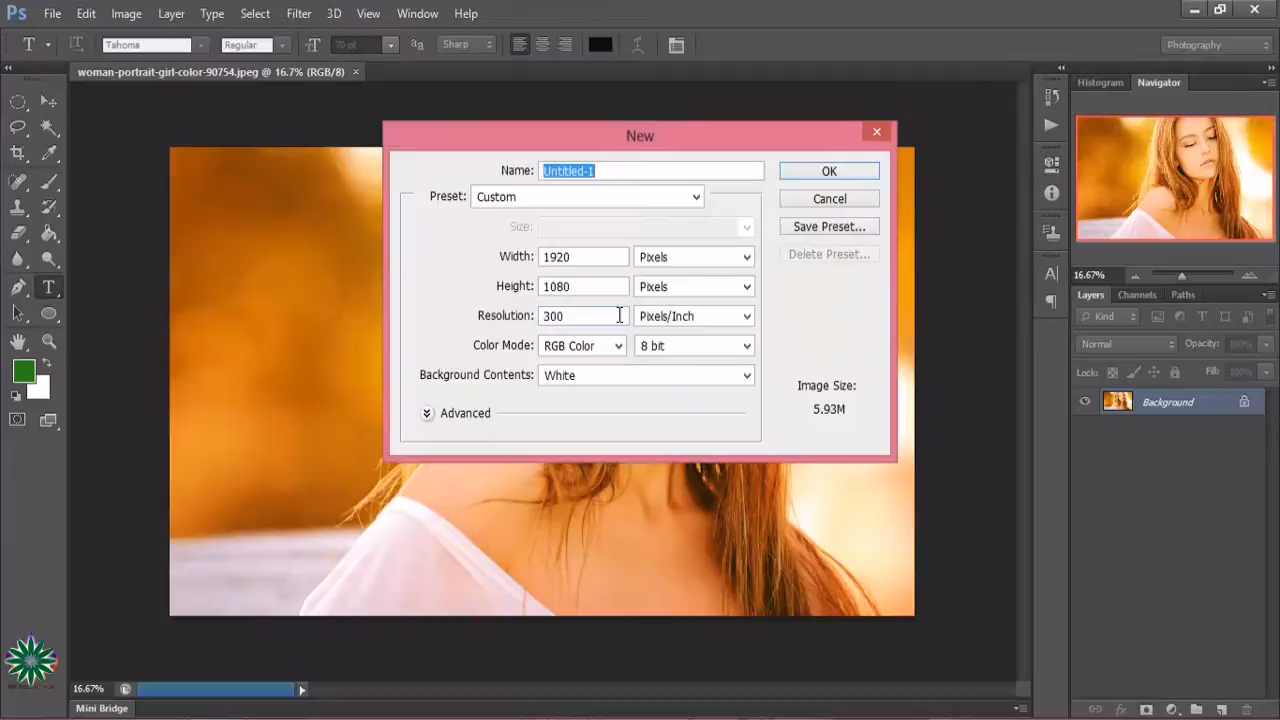 Ps File Edit Image Layer Type Select Filter 3D View Window Help
T Tahoma Regular 70 pt Sharp Photography
woman-portrait-girl-color-90754.jpeg @ 16.7% (RGB/8) ×
Histogram Navigator
New
Name: Untitled-1 OK
Preset: Custom Cancel
Size: Save Preset...
Width: 1920 Pixels Delete Preset...
Height: 1080 Pixels
Resolution: 300 Pixels/Inch
Color Mode: RGB Color 8 bit
Background Contents: White
Image Size:
5.93M
Advanced
16.67%
Layers Channels Paths
Kind
Normal Opacity: 100%
Lock: Fill: 100%
Background
16.67%
Mini Bridge